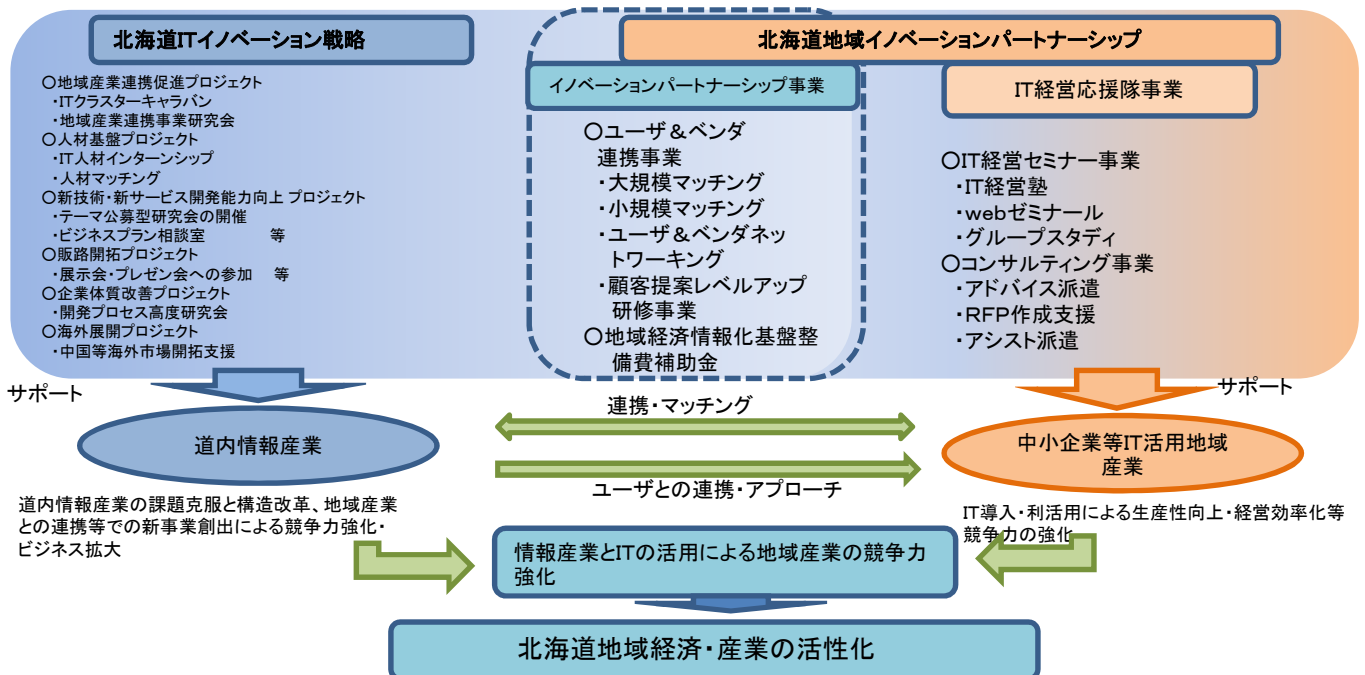 北海道ITイノベーション戦略
○地域産業連携促進プロジェクト
・ITクラスターキャラバン
・地域産業連携事業研究会
○人材基盤プロジェクト
・IT人材インターンシップ
・人材マッチング
○新技術・新サービス開発能力向上 プロジェクト
・テーマ公募型研究会の開催
・ビジネスプラン相談室 等
○販路開拓プロジェクト
・展示会・プレゼン会への参加 等
○企業体質改善プロジェクト
・開発プロセス高度研究会
○海外展開プロジェクト
・中国等海外市場開拓支援
北海道地域イノベーションパートナーシップ
イノベーションパートナーシップ事業
○ユーザ&ベンダ
連携事業
・大規模マッチング
・小規模マッチング
・ユーザ&ベンダネッ
トワーキング
・顧客提案レベルアップ
研修事業
○地域経済情報化基盤整
備費補助金
IT経営応援隊事業
○IT経営セミナー事業
・IT経営塾
・webゼミナール
・グループスタディ
○コンサルティング事業
・アドバイス派遣
・RFP作成支援
・アシスト派遣
サポート
サポート
道内情報産業
連携・マッチング
ユーザとの連携・アプローチ
中小企業等IT活用地域
産業
道内情報産業の課題克服と構造改革、地域産業
との連携等での新事業創出による競争力強化・
ビジネス拡大
IT導入・利活用による生産性向上・経営効率化等
競争力の強化
情報産業とITの活用による地域産業の競争力
強化
北海道地域経済・産業の活性化